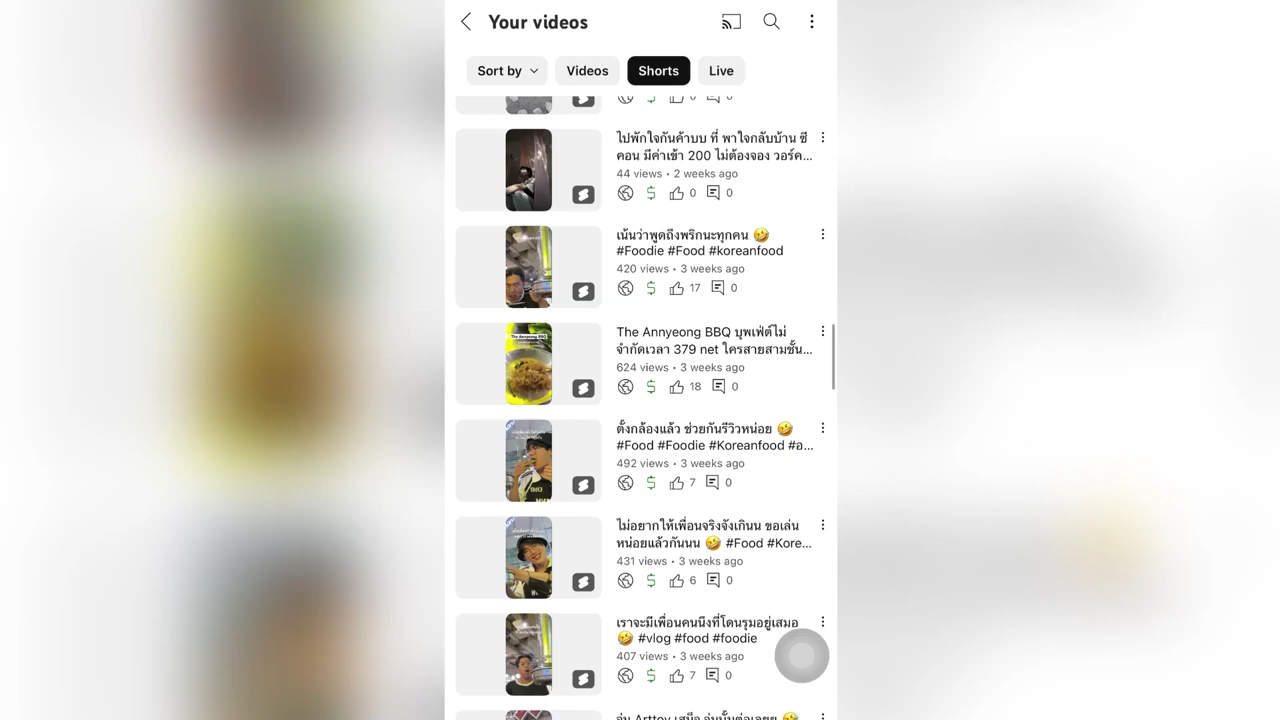 Your videos
Sort by
Videos
Shorts
Live
0
0
ไปพักใจกันค้าบบ ที่ พาใจกลับบ้าน ซี
คอน มีค่าเข้า 200 ไม่ต้องจอง วอร์ค...
44 views • 2 weeks ago
0
0
เน้นว่าพูดถึงพริกนะทุกคน 🤣
#Foodie #Food #koreanfood
420 views • 3 weeks ago
17
0
The Annyeong BBQ
The Annyeong BBQ บุพเฟ่ต์ไม่
จำกัดเวลา 379 net ใครสายสามชั้น...
624 views • 3 weeks ago
18
0
ตั้งกล้องแล้ว ช่วยกันรีวิวหน่อย 🤣
#Food #Foodie #Koreanfood #อ...
492 views • 3 weeks ago
7
0
ไม่อยากให้เพื่อนจริงจังเกินน ขอเล่น
หน่อยแล้วกันนน 🤣 #Food #Kore...
431 views • 3 weeks ago
6
0
เราจะมีเพื่อนคนนึงที่โดนรุมอยู่เสมอ
🤣 #vlog #food #foodie
407 views • 3 weeks ago
7
0